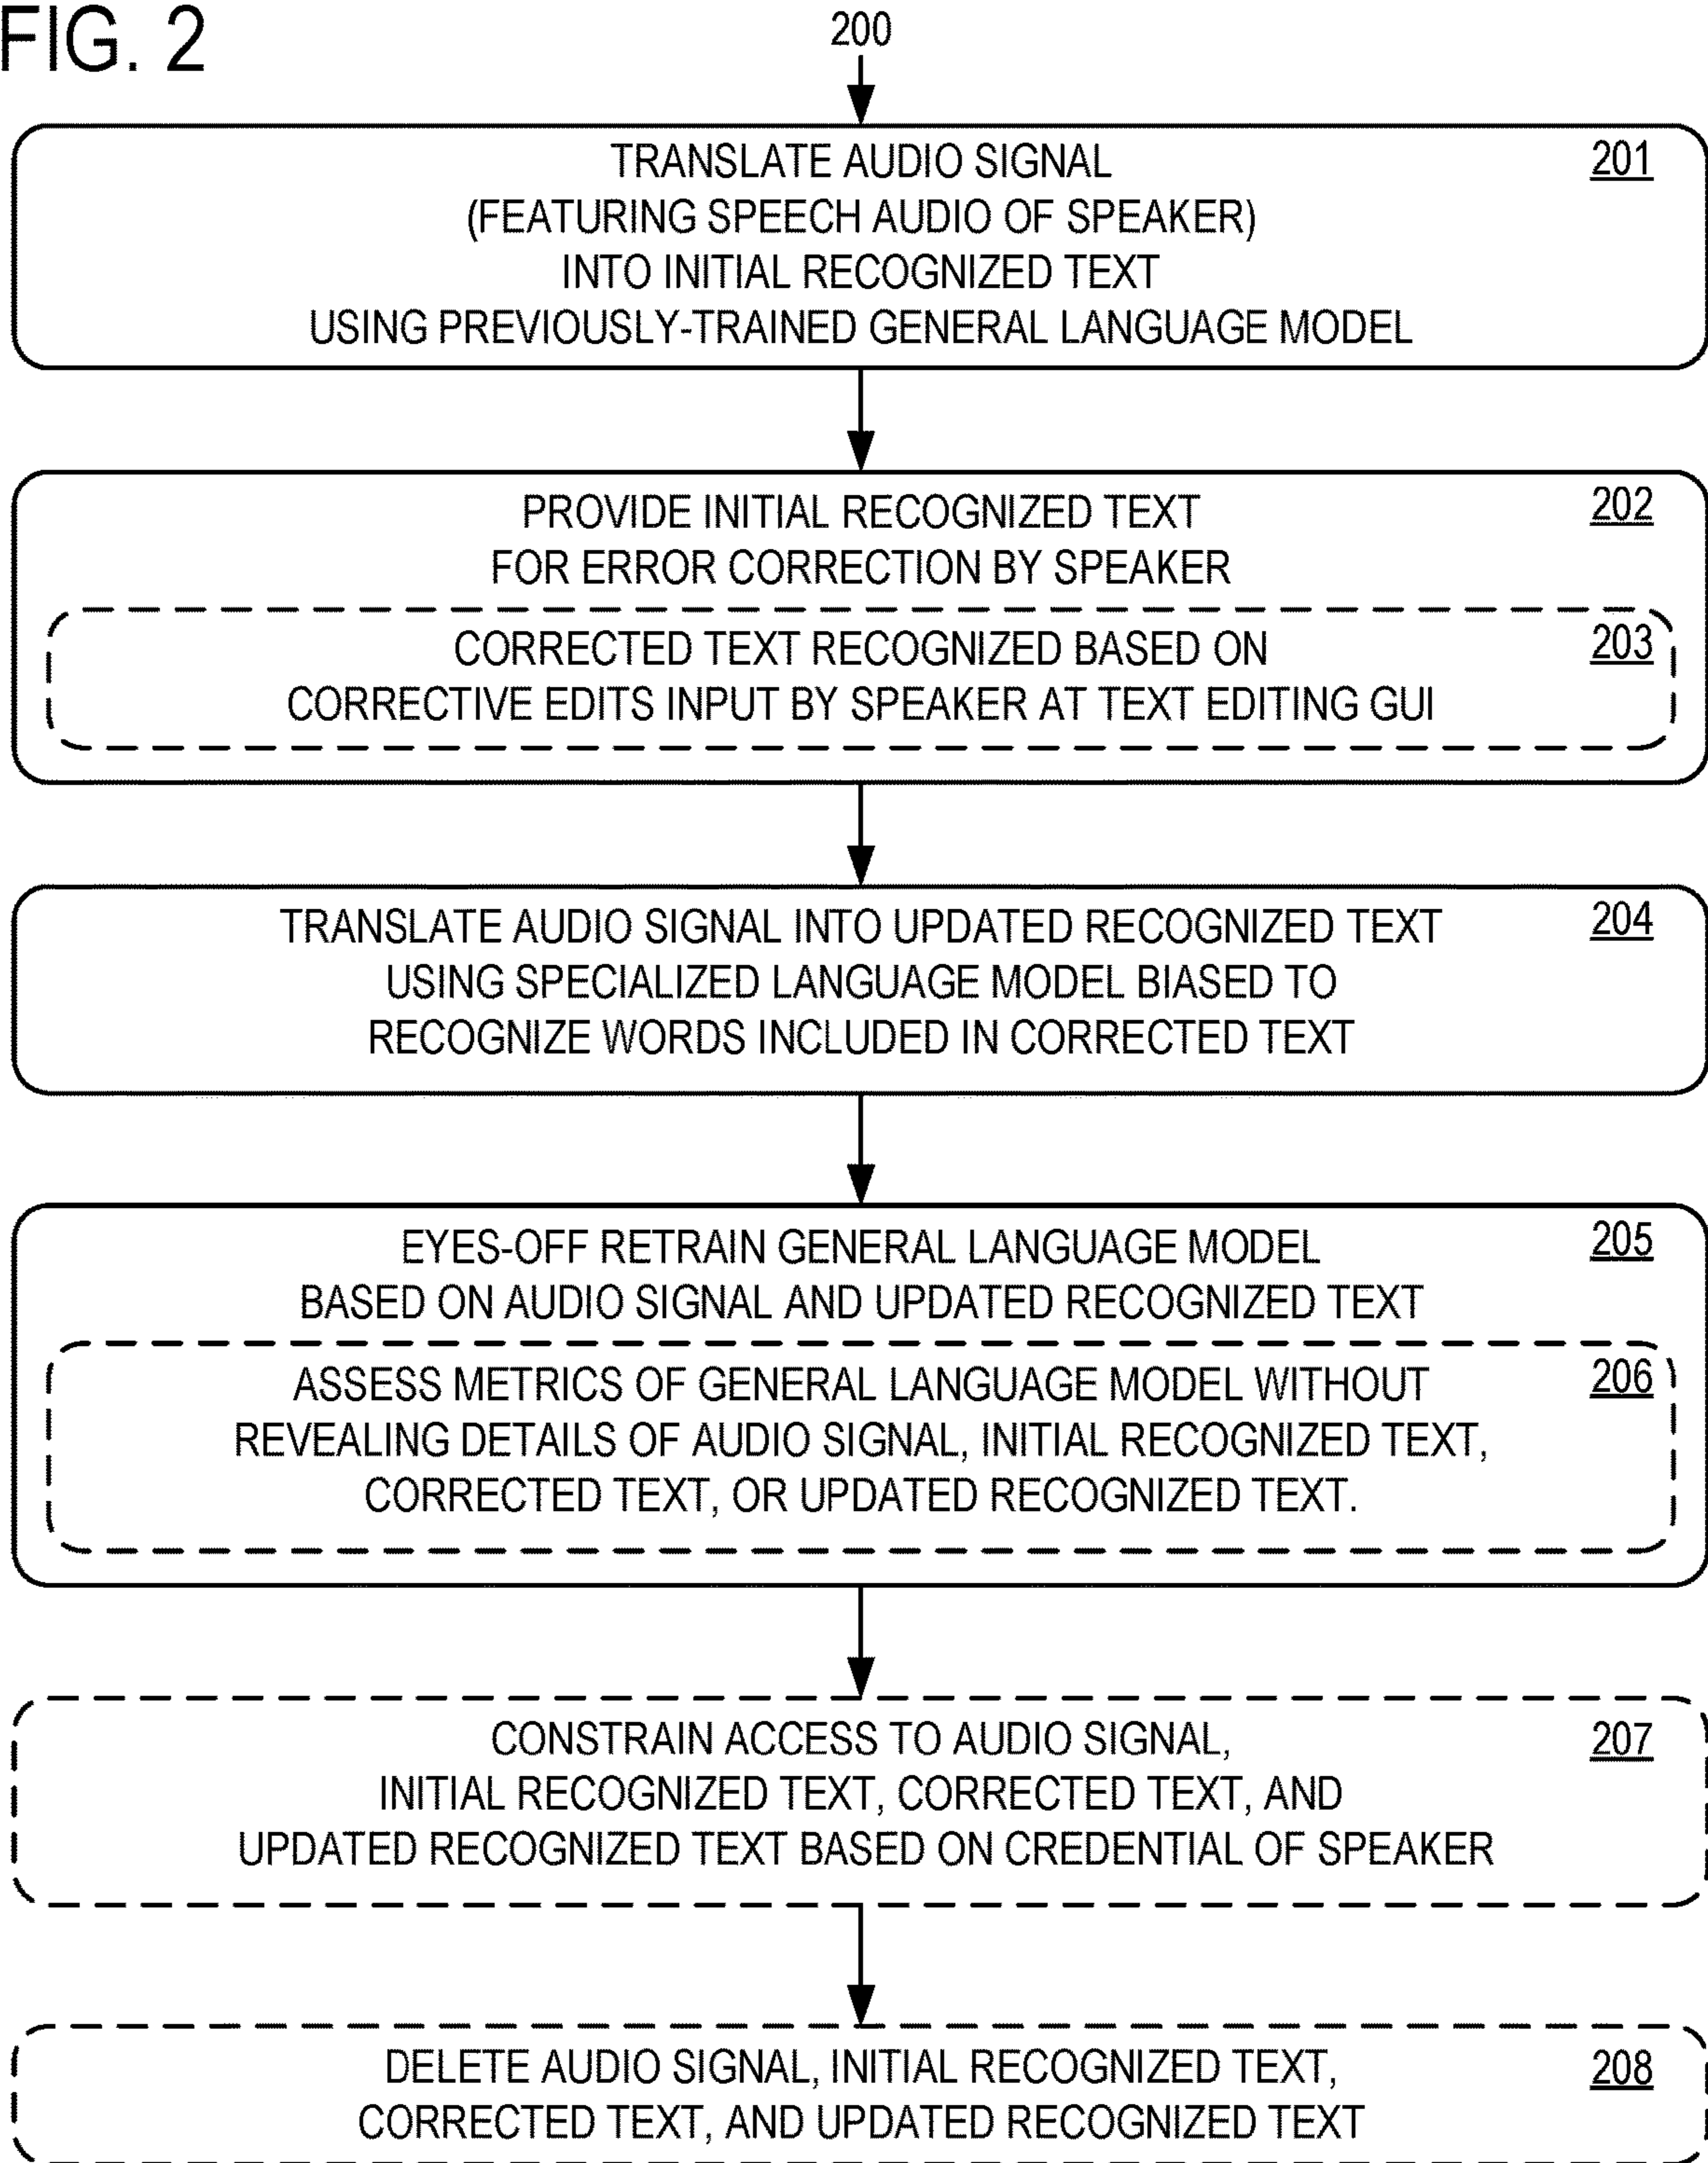 FIG. 2
200
TRANSLATE AUDIO SIGNAL
201
(FEATURING SPEECH AUDIO OF SPEAKER)
INTO INITIAL RECOGNIZED TEXT
USING PREVIOUSLY-TRAINED GENERAL LANGUAGE MODEL
PROVIDE INITIAL RECOGNIZED TEXT
202
FOR ERROR CORRECTION BY SPEAKER
CORRECTED TEXT RECOGNIZED BASED ON
203
CORRECTIVE EDITS INPUT BY SPEAKER AT TEXT EDITING GUI
TRANSLATE AUDIO SIGNAL INTO UPDATED RECOGNIZED TEXT
204
USING SPECIALIZED LANGUAGE MODEL BIASED TO
RECOGNIZE WORDS INCLUDED IN CORRECTED TEXT
EYES-OFF RETRAIN GENERAL LANGUAGE MODEL
205
BASED ON AUDIO SIGNAL AND UPDATED RECOGNIZED TEXT
ASSESS METRICS OF GENERAL LANGUAGE MODEL WITHOUT
206
REVEALING DETAILS OF AUDIO SIGNAL, INITIAL RECOGNIZED TEXT,
CORRECTED TEXT, OR UPDATED RECOGNIZED TEXT.
CONSTRAIN ACCESS TO AUDIO SIGNAL,
207
INITIAL RECOGNIZED TEXT, CORRECTED TEXT, AND
UPDATED RECOGNIZED TEXT BASED ON CREDENTIAL OF SPEAKER
DELETE AUDIO SIGNAL, INITIAL RECOGNIZED TEXT,
208
CORRECTED TEXT, AND UPDATED RECOGNIZED TEXT